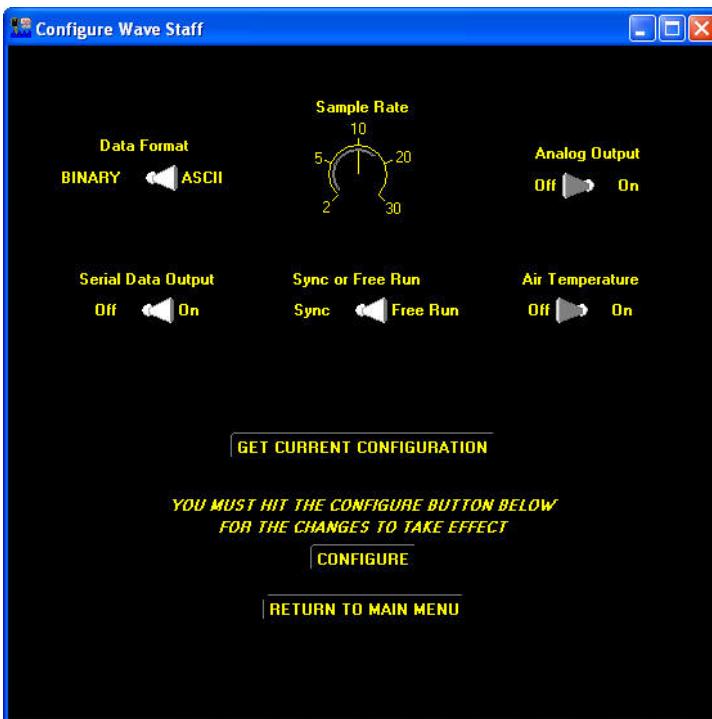 Configure Wave Staff
Sample Rate
10
5
20
2
30
Data Format
BINARY ASCII
Analog Output
Off On
Serial Data Output
Off On
Sync or Free Run
Sync Free Run
Air Temperature
Off On
GET CURRENT CONFIGURATION
YOU MUST HIT THE CONFIGURE BUTTON BELOW
FOR THE CHANGES TO TAKE EFFECT
CONFIGURE
RETURN TO MAIN MENU